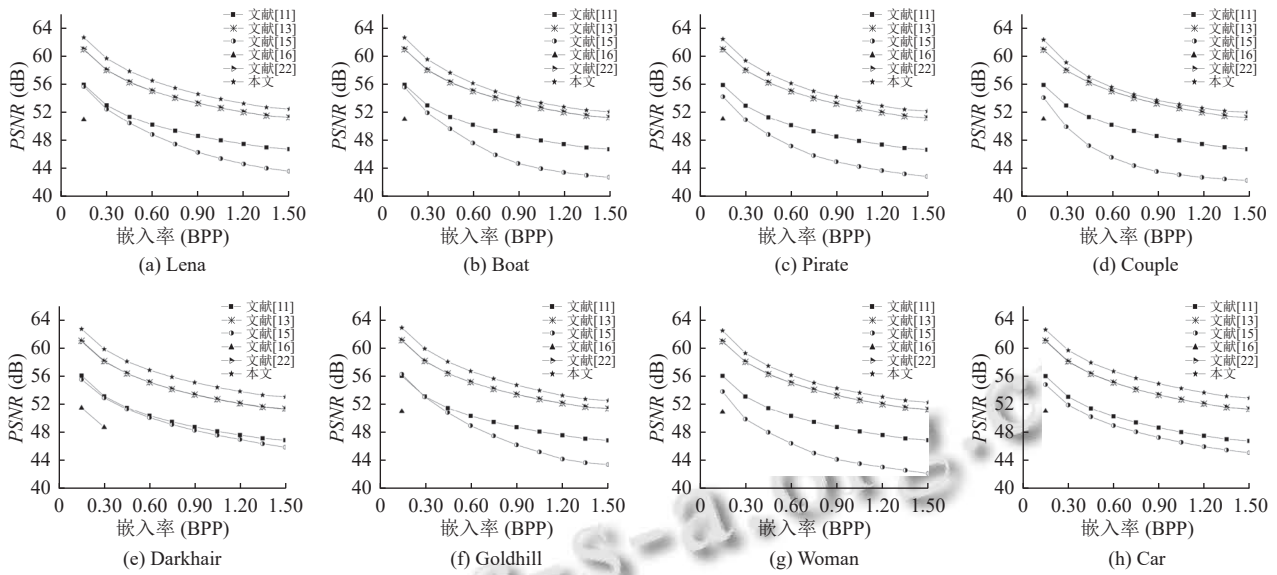 64
60
56
52
48
44
40
PSNR (dB)
0 0.30 0.60 0.90 1.20 1.50
嵌入率 (BPP)
文献[11]
文献[13]
文献[15]
文献[16]
文献[22]
本文
(a) Lena
64
60
56
52
48
44
40
PSNR (dB)
0 0.30 0.60 0.90 1.20 1.50
嵌入率 (BPP)
文献[11]
文献[13]
文献[15]
文献[16]
文献[22]
本文
(b) Boat
64
60
56
52
48
44
40
PSNR (dB)
0 0.30 0.60 0.90 1.20 1.50
嵌入率 (BPP)
文献[11]
文献[13]
文献[15]
文献[16]
文献[22]
本文
(c) Pirate
64
60
56
52
48
44
40
PSNR (dB)
0 0.30 0.60 0.90 1.20 1.50
嵌入率 (BPP)
文献[11]
文献[13]
文献[15]
文献[16]
文献[22]
本文
(d) Couple
64
60
56
52
48
44
40
PSNR (dB)
0 0.30 0.60 0.90 1.20 1.50
嵌入率 (BPP)
文献[11]
文献[13]
文献[15]
文献[16]
文献[22]
本文
(e) Darkhair
64
60
56
52
48
44
40
PSNR (dB)
0 0.30 0.60 0.90 1.20 1.50
嵌入率 (BPP)
文献[11]
文献[13]
文献[15]
文献[16]
文献[22]
本文
(f) Goldhill
64
60
56
52
48
44
40
PSNR (dB)
0 0.30 0.60 0.90 1.20 1.50
嵌入率 (BPP)
文献[11]
文献[13]
文献[15]
文献[16]
文献[22]
本文
(g) Woman
64
60
56
52
48
44
40
PSNR (dB)
0 0.30 0.60 0.90 1.20 1.50
嵌入率 (BPP)
文献[11]
文献[13]
文献[15]
文献[16]
文献[22]
本文
(h) Car